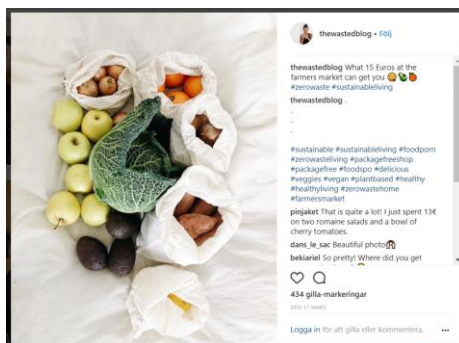 thewastedblog • Följ
thewastedblog What 15 Euros at the
farmers market can get you
#zerowaste #sustainableliving
thewastedblog .
.
.
.
#sustainable #sustainableliving #foodporn
#zerowasteliving #packagefreeshop
#packagefree #foodspo #delicious
#veggies #vegan #plantbased #healthy
#healthyliving #zerowastehome
#farmersmarket
pinjaket That is quite a lot! I just spent 13€
on two romaine salads and a bowl of
cherry tomatoes.
dans_le_sac Beautiful photo
bekiariel So pretty! Where did you get
434 gilla-markeringar
DEN 11 MARS
Logga in för att gilla eller kommentera.